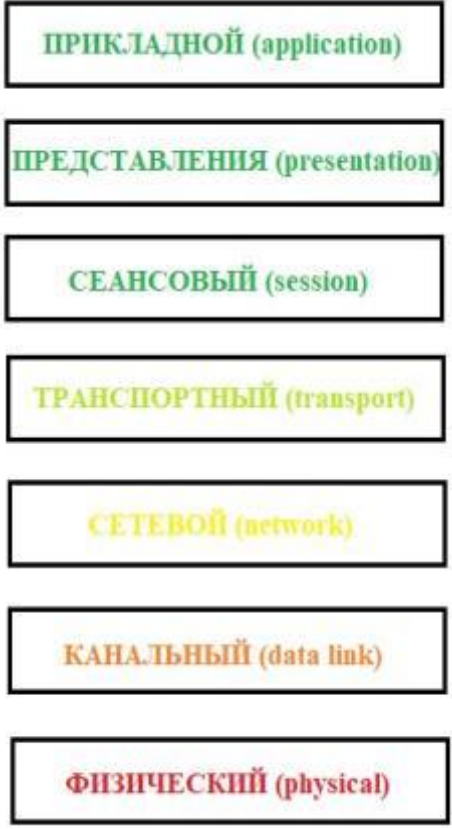 ПРИКЛАДНОЙ (application)
ПРЕДСТАВЛЕНИЯ (presentation)
СЕАНСОВЫЙ (session)
ТРАНСПОРТНЫЙ (transport)
СЕТЕВОЙ (network)
КАНАЛЬНЫЙ (data link)
ФИЗИЧЕСКИЙ (physical)